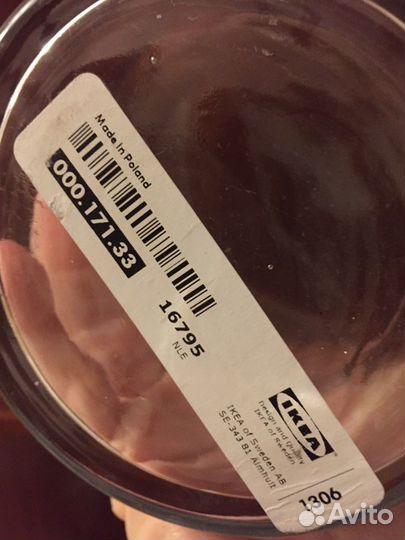 Made in Poland
000.171.33
16795
NLE
IKEA
Design and Quality
IKEA of Sweden
IKEA of Sweden AB
SE-343 81 Älmhult
1306
Avito